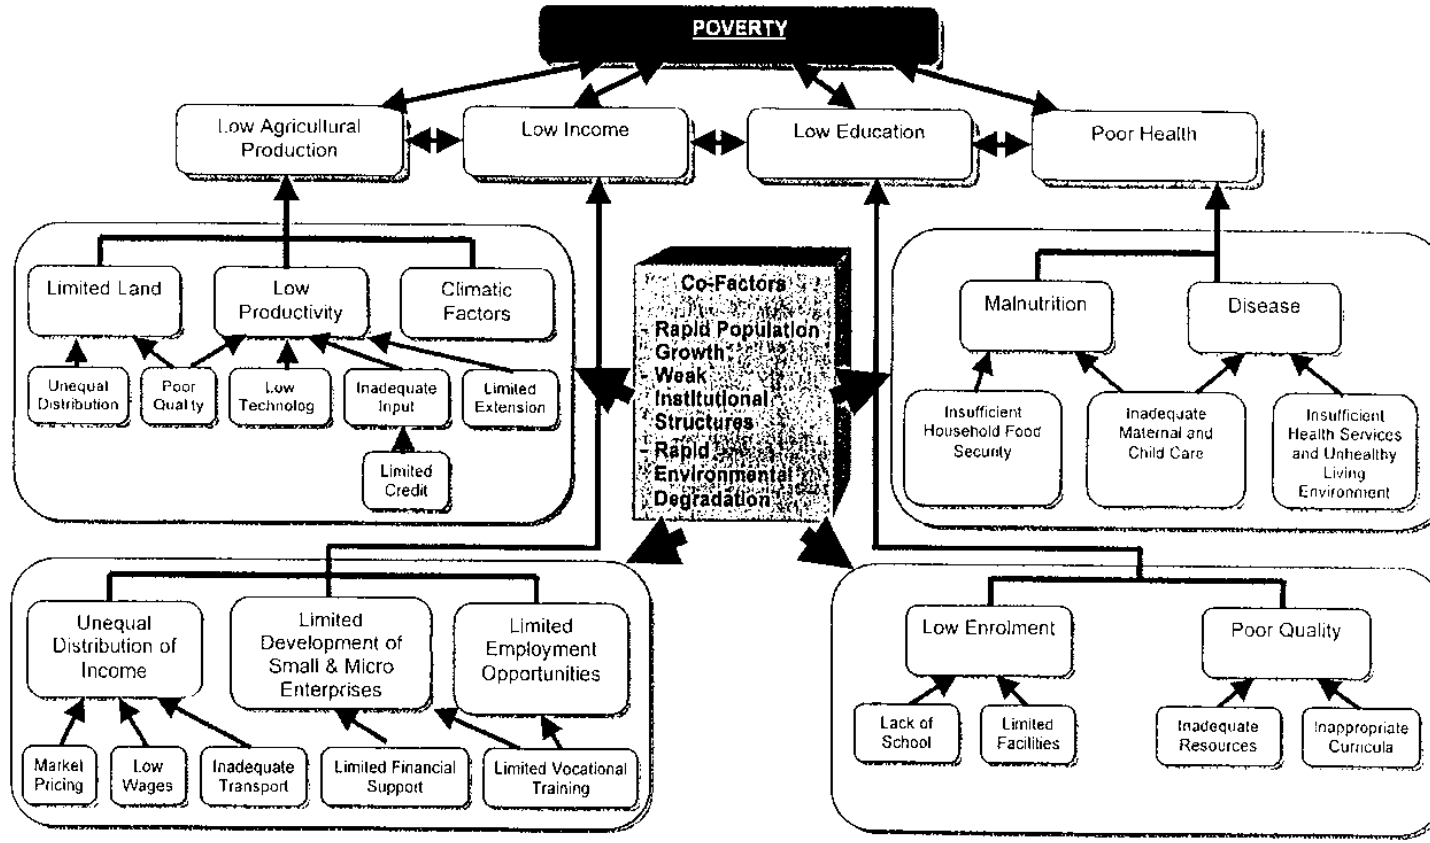 POVERTY
Low Agricultural
Production
Low Income
Low Education
Poor Health
Limited Land
Low
Productivity
Climatic
Factors
Unequal
Distribution
Poor
Quality
Low
Technolog
Inadequate
Input
Limited
Extension
Limited
Credit
Co-Factors
- Rapid Population
Growth
- Weak
Institutional
Structures
- Rapid
Environmental
Degradation
Malnutrition
Disease
Insufficient
Household Food
Security
Inadequate
Maternal and
Child Care
Insufficient
Health Services
and Unhealthy
Living
Environment
Unequal
Distribution of
Income
Limited
Development of
Small & Micro
Enterprises
Limited
Employment
Opportunities
Market
Pricing
Low
Wages
Inadequate
Transport
Limited Financial
Support
Limited Vocational
Training
Low Enrolment
Poor Quality
Lack of
School
Limited
Facilities
Inadequate
Resources
Inappropriate
Curricula